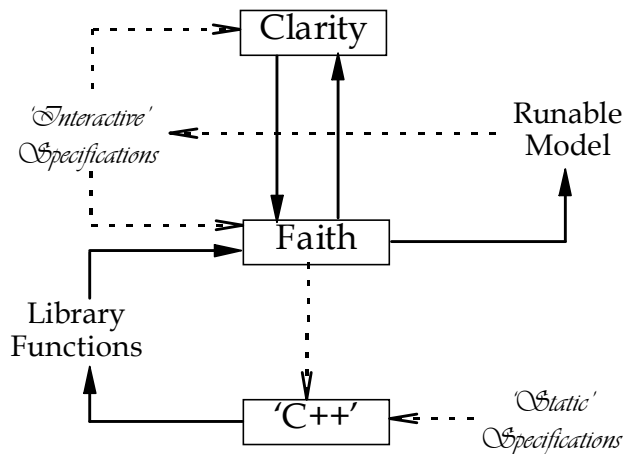 Clarity
'Interactive'
Specifications
Runable
Model
Faith
Library
Functions
'C++'
'Static'
Specifications